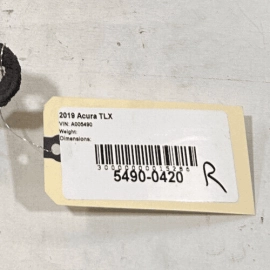 2019 Acura TLX
VIN: A005490
Weight:
Dimensions:
5490-0420
R